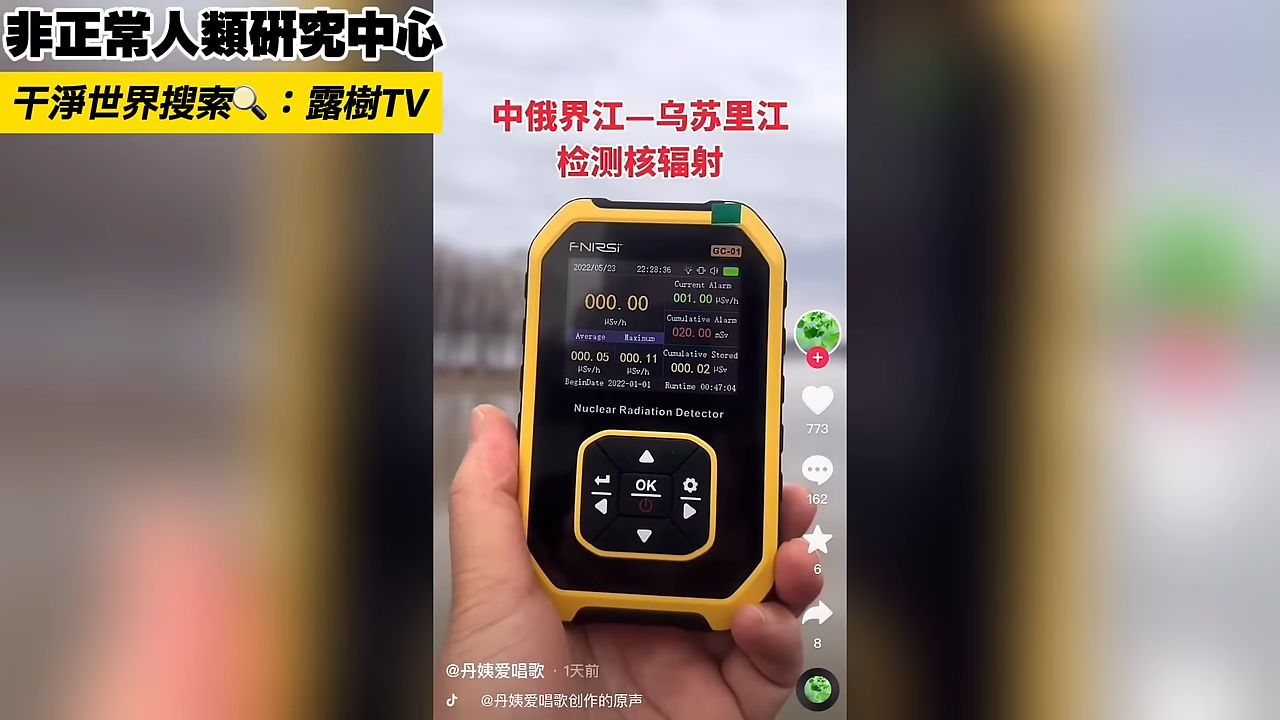 非正常人類研究中心
干淨世界搜索🔍：露樹TV
中俄界江—乌苏里江
检测核辐射
FNIRSI
GC-01
2022/05/23 22:28:36
000.00
μSv/h
Average Maximum
000.05 000.11
μSv/h μSv/h
BeginDate 2022-01-01
Current Alarm
001.00 μSv/h
Cumulative Alarm
020.00 mSv
Cumulative Stored
000.02 μSv
Runtime 00:47:04
Nuclear Radiation Detector
OK
773
162
6
8
@丹姨爱唱歌 · 1天前
@丹姨爱唱歌创作的原声